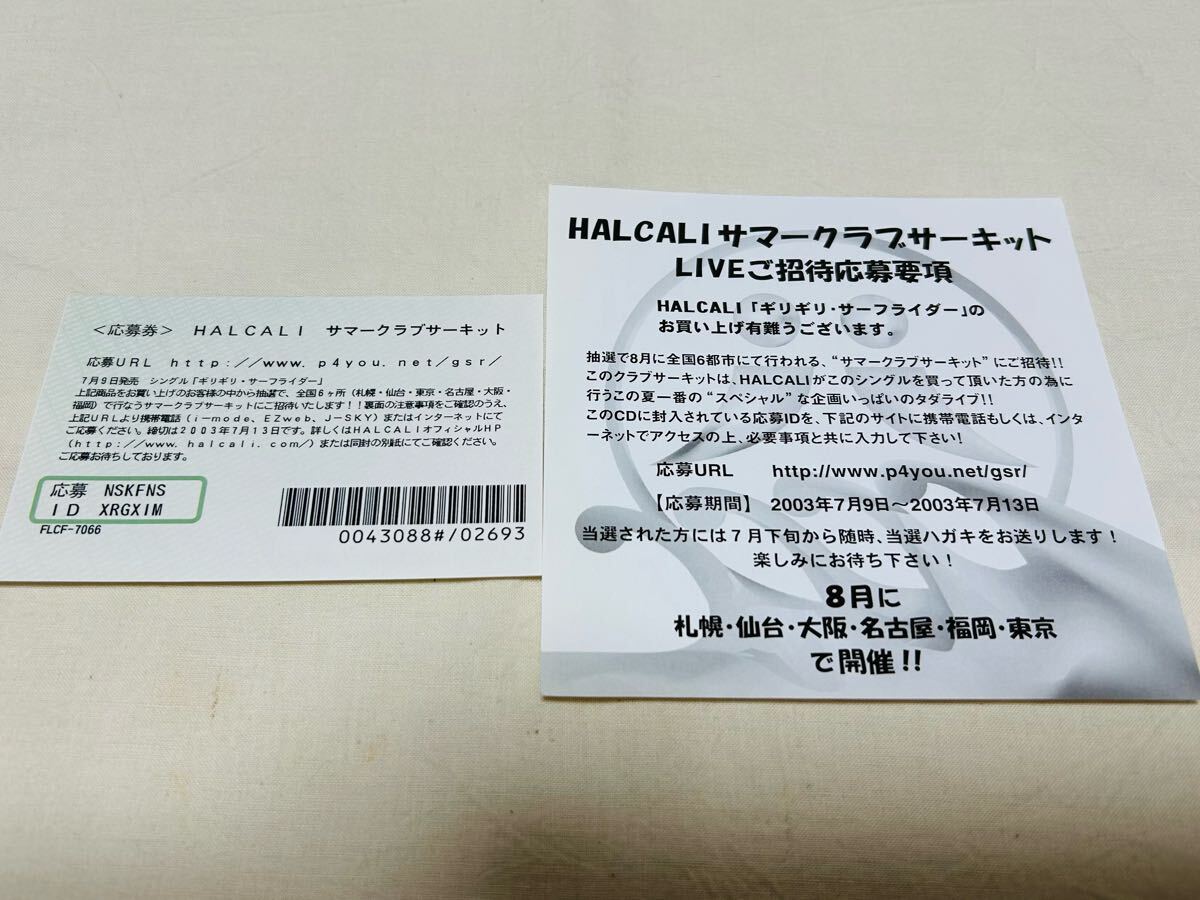 ＜応募券＞　ＨＡＬＣＡＬＩ　サマークラブサーキット
応募ＵＲＬ　ｈｔｔｐ：／／ｗｗｗ．ｐ４ｙｏｕ．ｎｅｔ／ｇｓｒ／
７月９日発売　シングル「ギリギリ・サーフライダー」
上記商品をお買い上げのお客様の中から抽選で、全国６ヶ所（札幌・仙台・東京・名古屋・大阪・
福岡）で行なうサマークラブサーキットにご招待いたします！！裏面の注意事項をご確認のうえ、
上記ＵＲＬより携帯電話（ｉ－ｍｏｄｅ、ＥＺｗｅｂ、Ｊ－ＳＫＹ）またはインターネットにて
ご応募ください。締切は２００３年７月１３日です。詳しくはＨＡＬＣＡＬＩオフィシャルＨＰ
（ｈｔｔｐ：／／ｗｗｗ．ｈａｌｃａｌｉ．ｃｏｍ／）または同封の別紙にてご確認ください。
ご応募お待ちしております。
応募 NSKFNS
ＩＤ XRGXIM
FLCF-7066
0043088#/02693
HALCALIサマークラブサーキット
LIVEご招待応募要項
HALCALI「ギリギリ・サーフライダー」の
お買い上げ有難うございます。
抽選で8月に全国6都市にて行われる、“サマークラブサーキット”にご招待!!
このクラブサーキットは、HALCALIがこのシングルを買って頂いた方の為に
行うこの夏一番の“スペシャル”な企画いっぱいのタダライブ!!
このCDに封入されている応募IDを、下記のサイトに携帯電話もしくは、インタ
ーネットでアクセスの上、必要事項と共に入力して下さい!
応募URL　http://www.p4you.net/gsr/
【応募期間】 2003年7月9日～2003年7月13日
当選された方には７月下旬から随時、当選ハガキをお送りします！
楽しみにお待ち下さい！
8月に
札幌・仙台・大阪・名古屋・福岡・東京
で開催!!